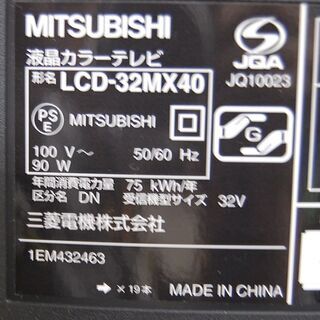 MITSUBISHI
液晶カラーテレビ
形名 LCD-32MX40
JQA
JQ10023
PS
E
MITSUBISHI
G
100 V～ 50/60 Hz
90 W
年間消費電力量 75 kWh/年
区分名 DN 受信機型サイズ 32V
三菱電機株式会社
1EM432463
➔ ×19本 MADE IN CHINA